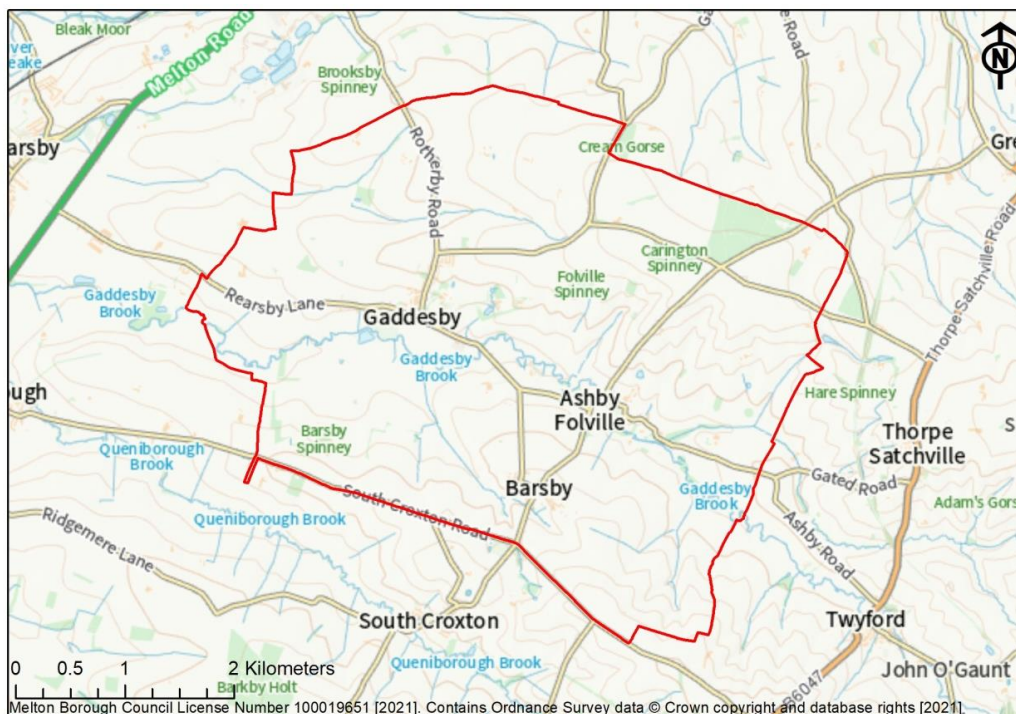 Bleak Moor
Melton Road
Brooksby
Spinney
N
Rotherby Road
Cream Gorse
Carington
Spinney
Folville
Spinney
Thorpe Satchville Road
Gaddesby
Brook
Rearsby Lane
Gaddesby
Gaddesby
Brook
Ashby
Folville
Hare Spinney
Thorpe
Satchville
Barsby
Spinney
Queniborough
Brook
Barsby
Gaddesby
Brook
Gated Road
Adam's Gors
South Croxton Road
Queniborough Brook
Ridgemere Lane
Ashby Road
South Croxton
Twyford
Queniborough Brook
John O'Gaunt
B6047
Barkby Holt
0 0.5 1 2 Kilometers
Melton Borough Council License Number 100019651 [2021]. Contains Ordnance Survey data © Crown copyright and database rights [2021].